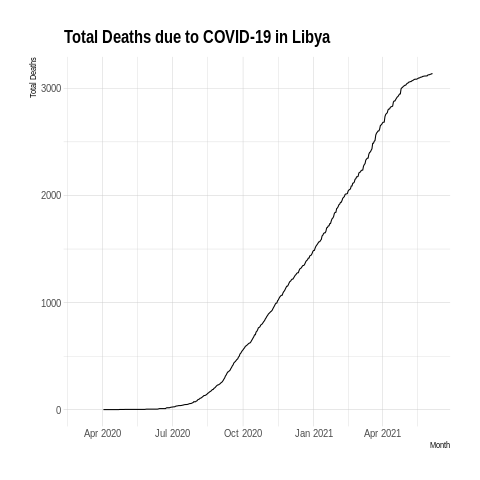 Total Deaths due to COVID-19 in Libya
Total Deaths
3000
2000
1000
0
Apr 2020 Jul 2020 Oct 2020 Jan 2021 Apr 2021
Month